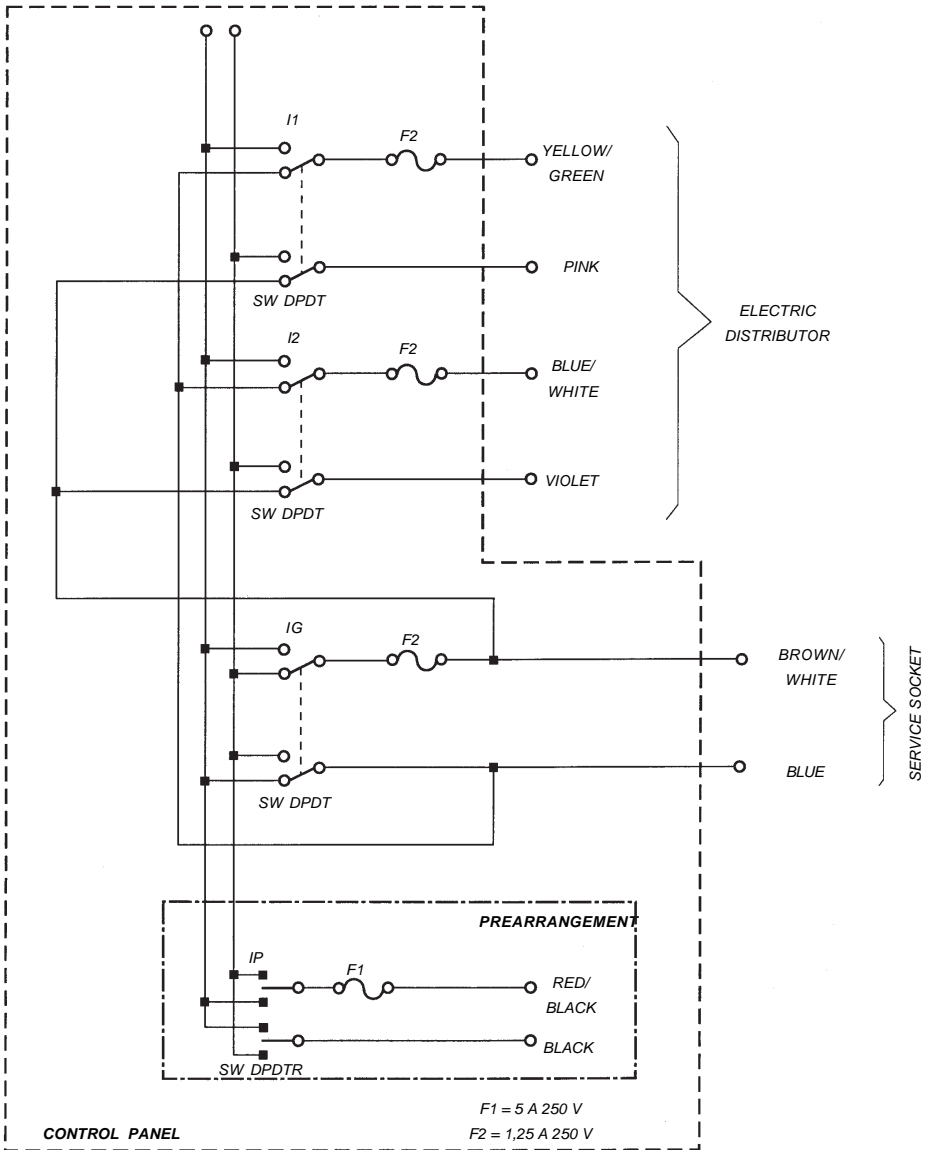 I1
F2
YELLOW/
GREEN
PINK
SW DPDT
ELECTRIC
DISTRIBUTOR
I2
F2
BLUE/
WHITE
VIOLET
SW DPDT
IG
F2
BROWN/
WHITE
SERVICE SOCKET
BLUE
SW DPDT
PREARRANGEMENT
IP
F1
RED/
BLACK
BLACK
SW DPDTR
F1 = 5 A 250 V
CONTROL PANEL
F2 = 1,25 A 250 V